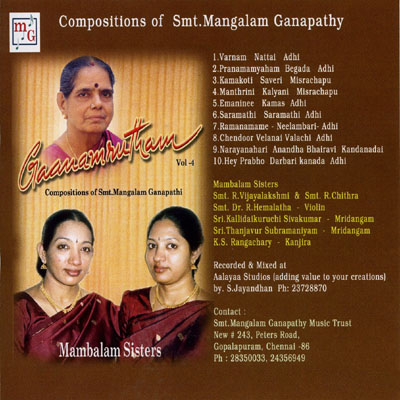 Compositions of Smt.Mangalam Ganapathy
m
G
Gaanamrutham
Vol -4
Compositions of Smt.Mangalam Ganapathi
Mambalam Sisters
1.Varnam Nattai Adhi
2.Pranamamyaham Begada Adhi
3.Kamakoti Saveri Misrachapu
4.Manthrini Kalyani Misrachapu
5.Emaninee Kamas Adhi
6.Saramathi Saramathi Adhi
7.Ramanamame - Neelambari- Adhi
8.Chendoor Velanai Valachi Adhi
9.Narayanahari Anandha Bhairavi Kandanadai
10.Hey Prabho Darbari kanada Adhi
Mambalam Sisters
Smt. R.Vijayalakshmi & Smt. R.Chithra
Smt. Dr. R.Hemalatha - Violin
Sri.Kallidaikuruchi Sivakumar - Mridangam
Sri.Thanjavur Subramaniyam - Mridangam
K.S. Rangachary - Kanjira
Recorded & Mixed at
Aalayaa Studios (adding value to your creations)
by. S.Jayandhan Ph: 23728870
Contact :
Smt.Mangalam Ganapathy Music Trust
New # 243, Peters Road,
Gopalapuram, Chennai -86
Ph : 28350033, 24356949